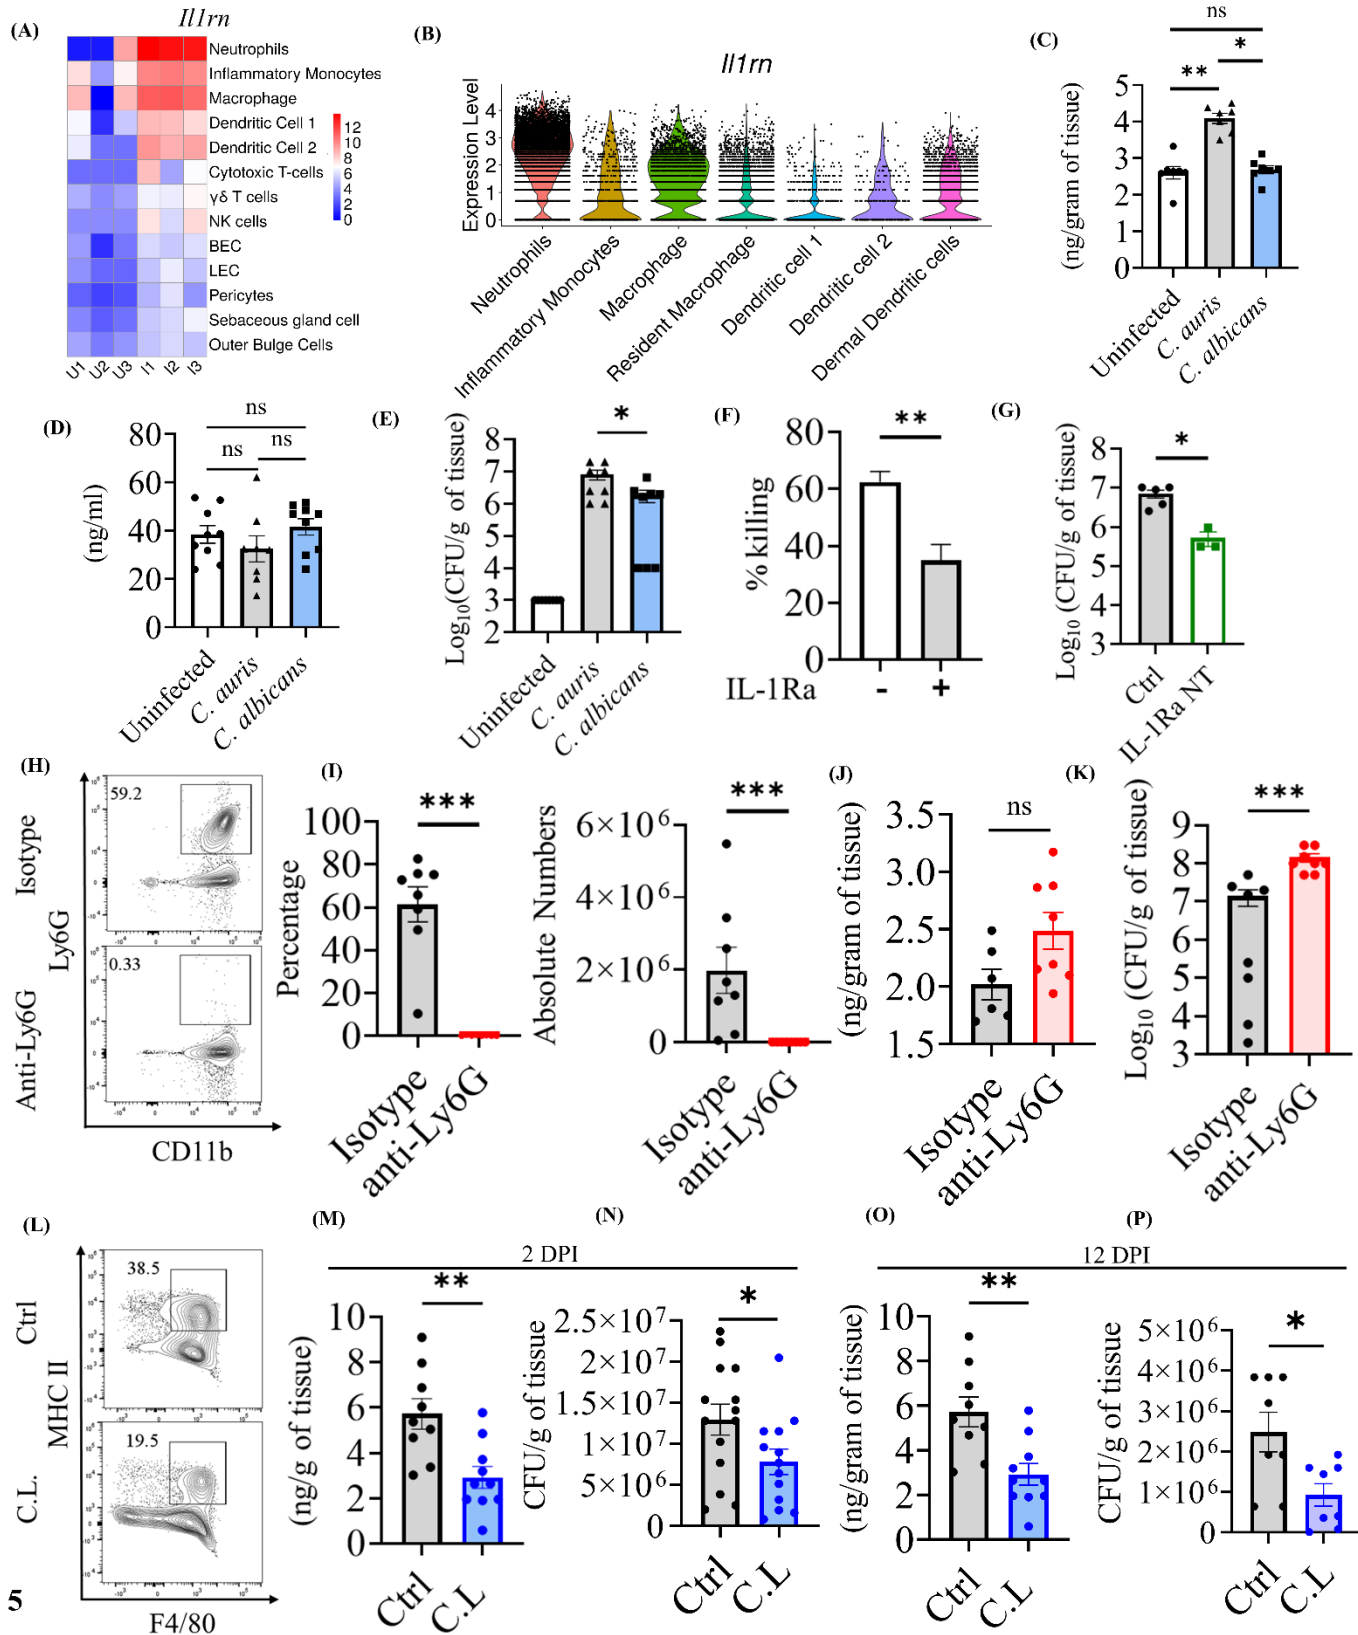 (A)
Il1rn
Neutrophils
Inflammatory Monocytes
Macrophage
Dendritic Cell 1
Dendritic Cell 2
Cytotoxic T-cells
γδ T cells
NK cells
BEC
LEC
Pericytes
Sebaceous gland cell
Outer Bulge Cells
U1 U2 U3 I1 I2 I3
12
10
8
6
4
2
0
(B)
Il1rn
Expression Level
4
3
2
1
0
Neutrophils
Inflammatory Monocytes
Macrophage
Resident Macrophage
Dendritic cell 1
Dendritic cell 2
Dermal Dendritic cells
(C)
ns
*
**
(ng/gram of tissue)
5
4
3
2
1
0
Uninfected
C. auris
C. albicans
(D)
ns
ns
ns
(ng/ml)
80
60
40
20
0
Uninfected
C. auris
C. albicans
(E)
*
Log10(CFU/g of tissue)
8
7
6
5
4
3
2
Uninfected
C. auris
C. albicans
(F)
**
% killing
80
60
40
20
0
IL-1Ra - +
(G)
*
Log10 (CFU/g of tissue)
8
7
6
5
4
3
Ctrl
IL-1Ra NT
(H)
Isotype
Anti-Ly6G
Ly6G
59.2
0.33
CD11b
(I)
***
Percentage
100
80
60
40
20
0
Isotype
anti-Ly6G
***
Absolute Numbers
6×10^6
4×10^6
2×10^6
0
Isotype
anti-Ly6G
(J)
ns
(ng/gram of tissue)
3.5
3.0
2.5
2.0
1.5
Isotype
anti-Ly6G
(K)
***
Log10 (CFU/g of tissue)
9
8
7
6
5
4
3
Isotype
anti-Ly6G
(L)
Ctrl
C.L.
MHC II
38.5
19.5
F4/80
(M)
2 DPI
**
(ng/g of tissue)
10
8
6
4
2
0
Ctrl
C.L
(N)
*
CFU/g of tissue
2.5×10^7
2×10^7
1.5×10^7
1×10^7
5×10^6
0
Ctrl
C.L
(O)
12 DPI
**
(ng/gram of tissue)
10
8
6
4
2
0
Ctrl
C.L
(P)
*
CFU/g of tissue
5×10^6
4×10^6
3×10^6
2×10^6
1×10^6
0
Ctrl
C.L
5